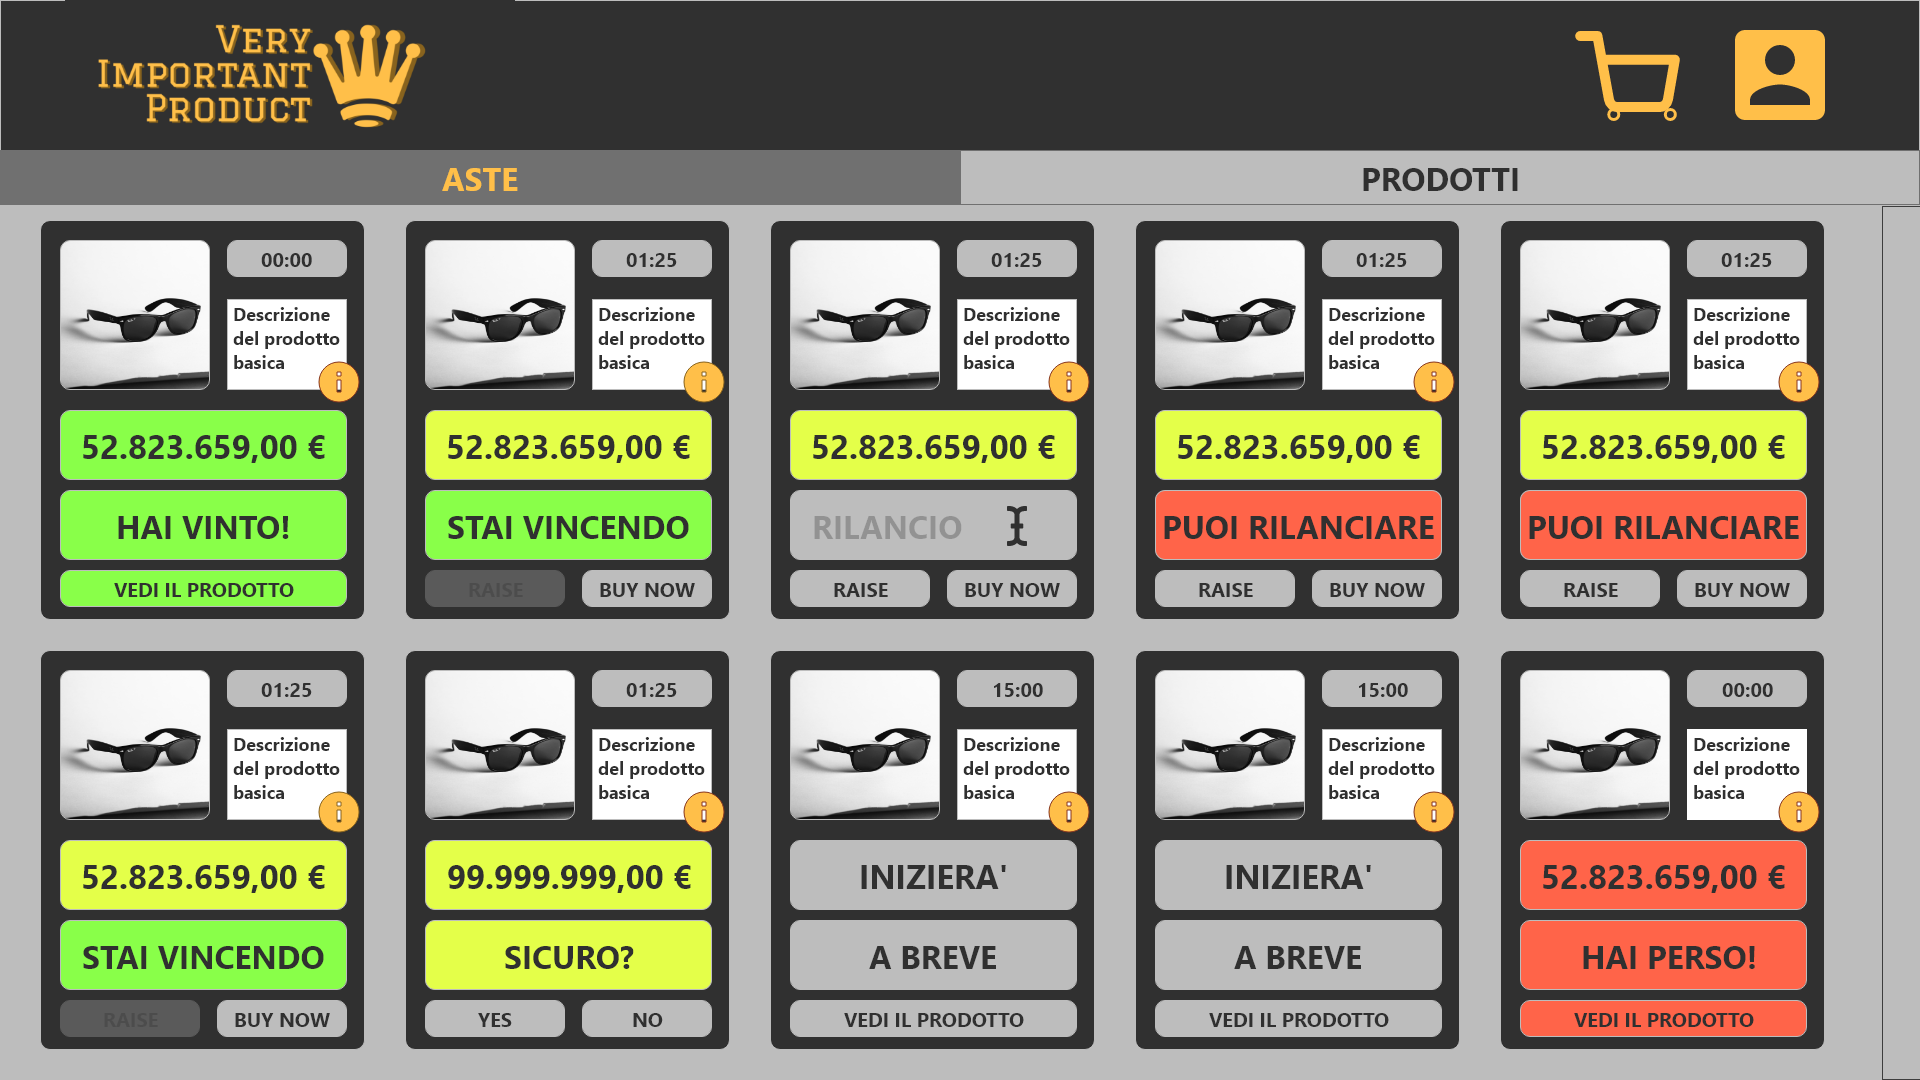 VERY
IMPORTANT
PRODUCT
ASTE
PRODOTTI
00:00
Descrizione
del prodotto
basica
52.823.659,00 €
HAI VINTO!
VEDI IL PRODOTTO
01:25
Descrizione
del prodotto
basica
52.823.659,00 €
STAI VINCENDO
RAISE
BUY NOW
01:25
Descrizione
del prodotto
basica
52.823.659,00 €
RILANCIO
RAISE
BUY NOW
01:25
Descrizione
del prodotto
basica
52.823.659,00 €
PUOI RILANCIARE
RAISE
BUY NOW
01:25
Descrizione
del prodotto
basica
52.823.659,00 €
PUOI RILANCIARE
RAISE
BUY NOW
01:25
Descrizione
del prodotto
basica
52.823.659,00 €
STAI VINCENDO
RAISE
BUY NOW
01:25
Descrizione
del prodotto
basica
99.999.999,00 €
SICURO?
YES
NO
15:00
Descrizione
del prodotto
basica
INIZIERA'
A BREVE
VEDI IL PRODOTTO
15:00
Descrizione
del prodotto
basica
INIZIERA'
A BREVE
VEDI IL PRODOTTO
00:00
Descrizione
del prodotto
basica
52.823.659,00 €
HAI PERSO!
VEDI IL PRODOTTO